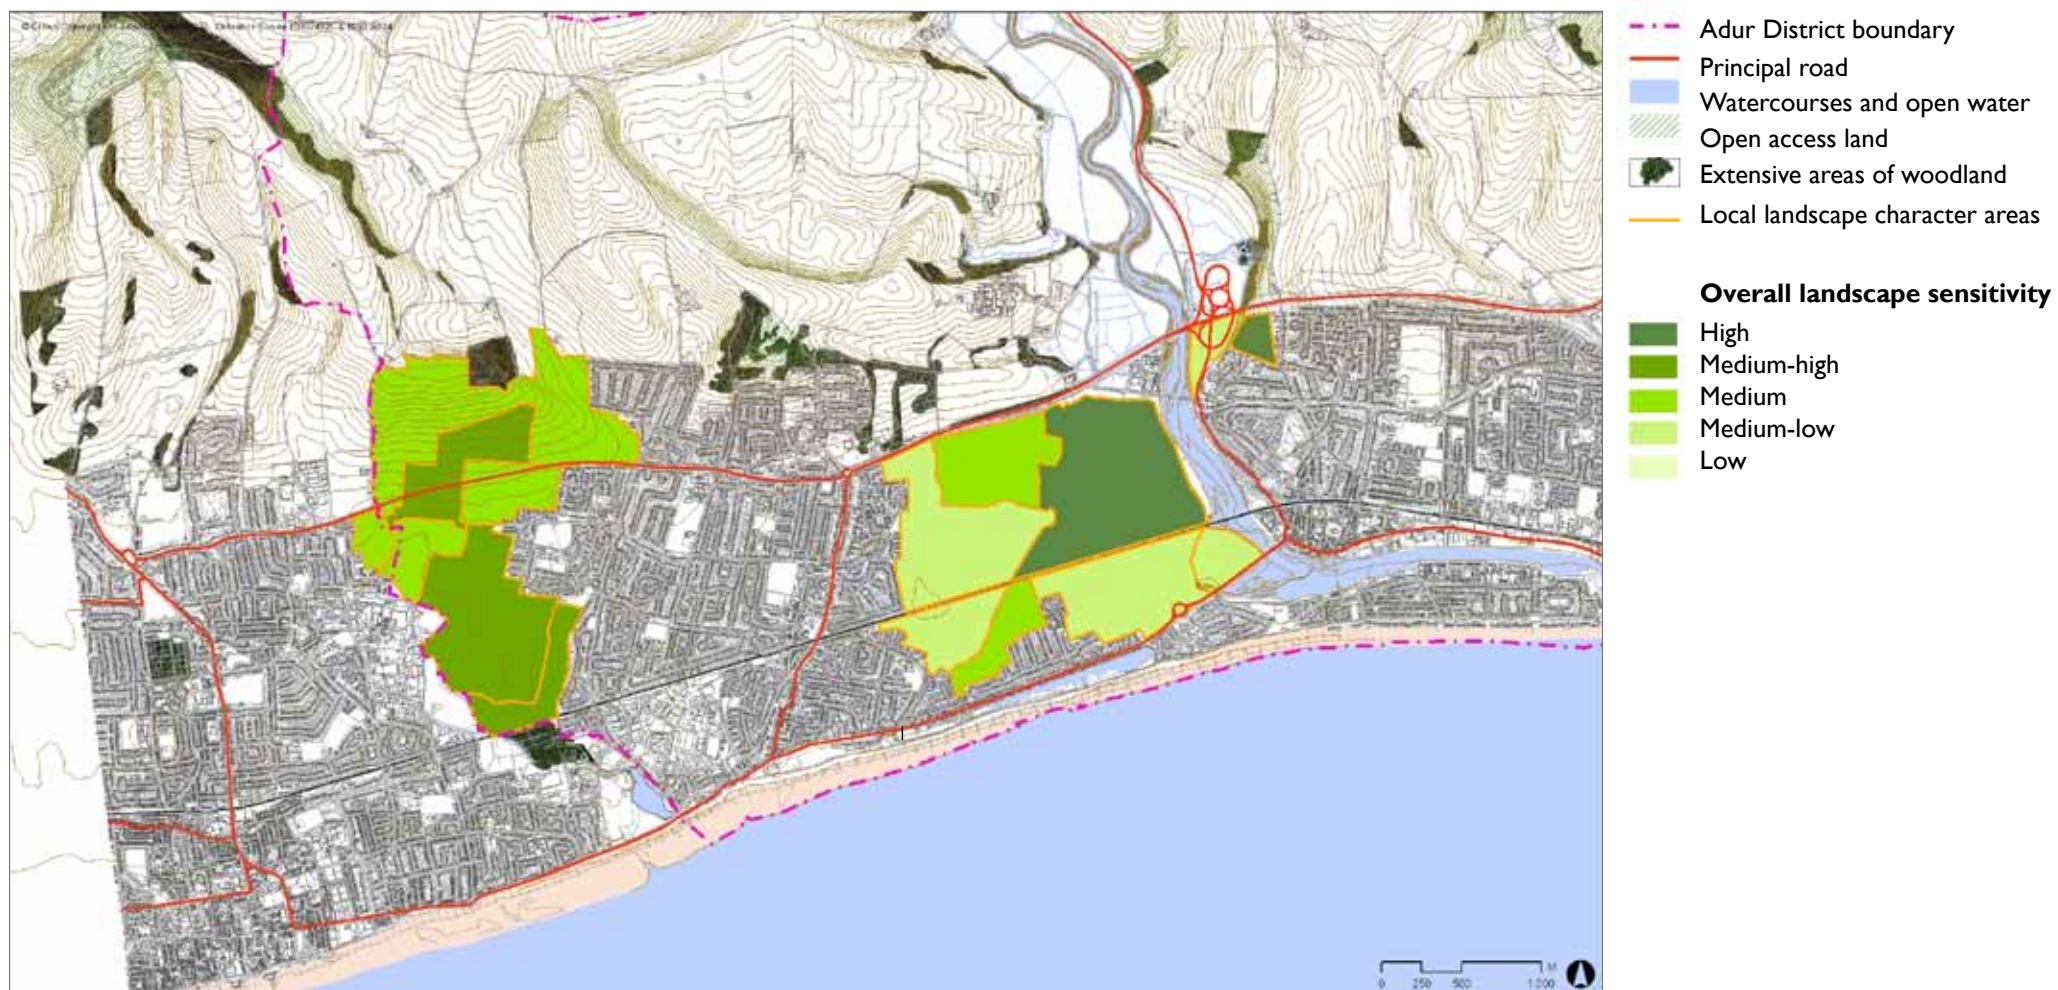 Adur District boundary
Principal road
Watercourses and open water
Open access land
Extensive areas of woodland
Local landscape character areas
Overall landscape sensitivity
High
Medium-high
Medium
Medium-low
Low
M
0 250 500 1 000